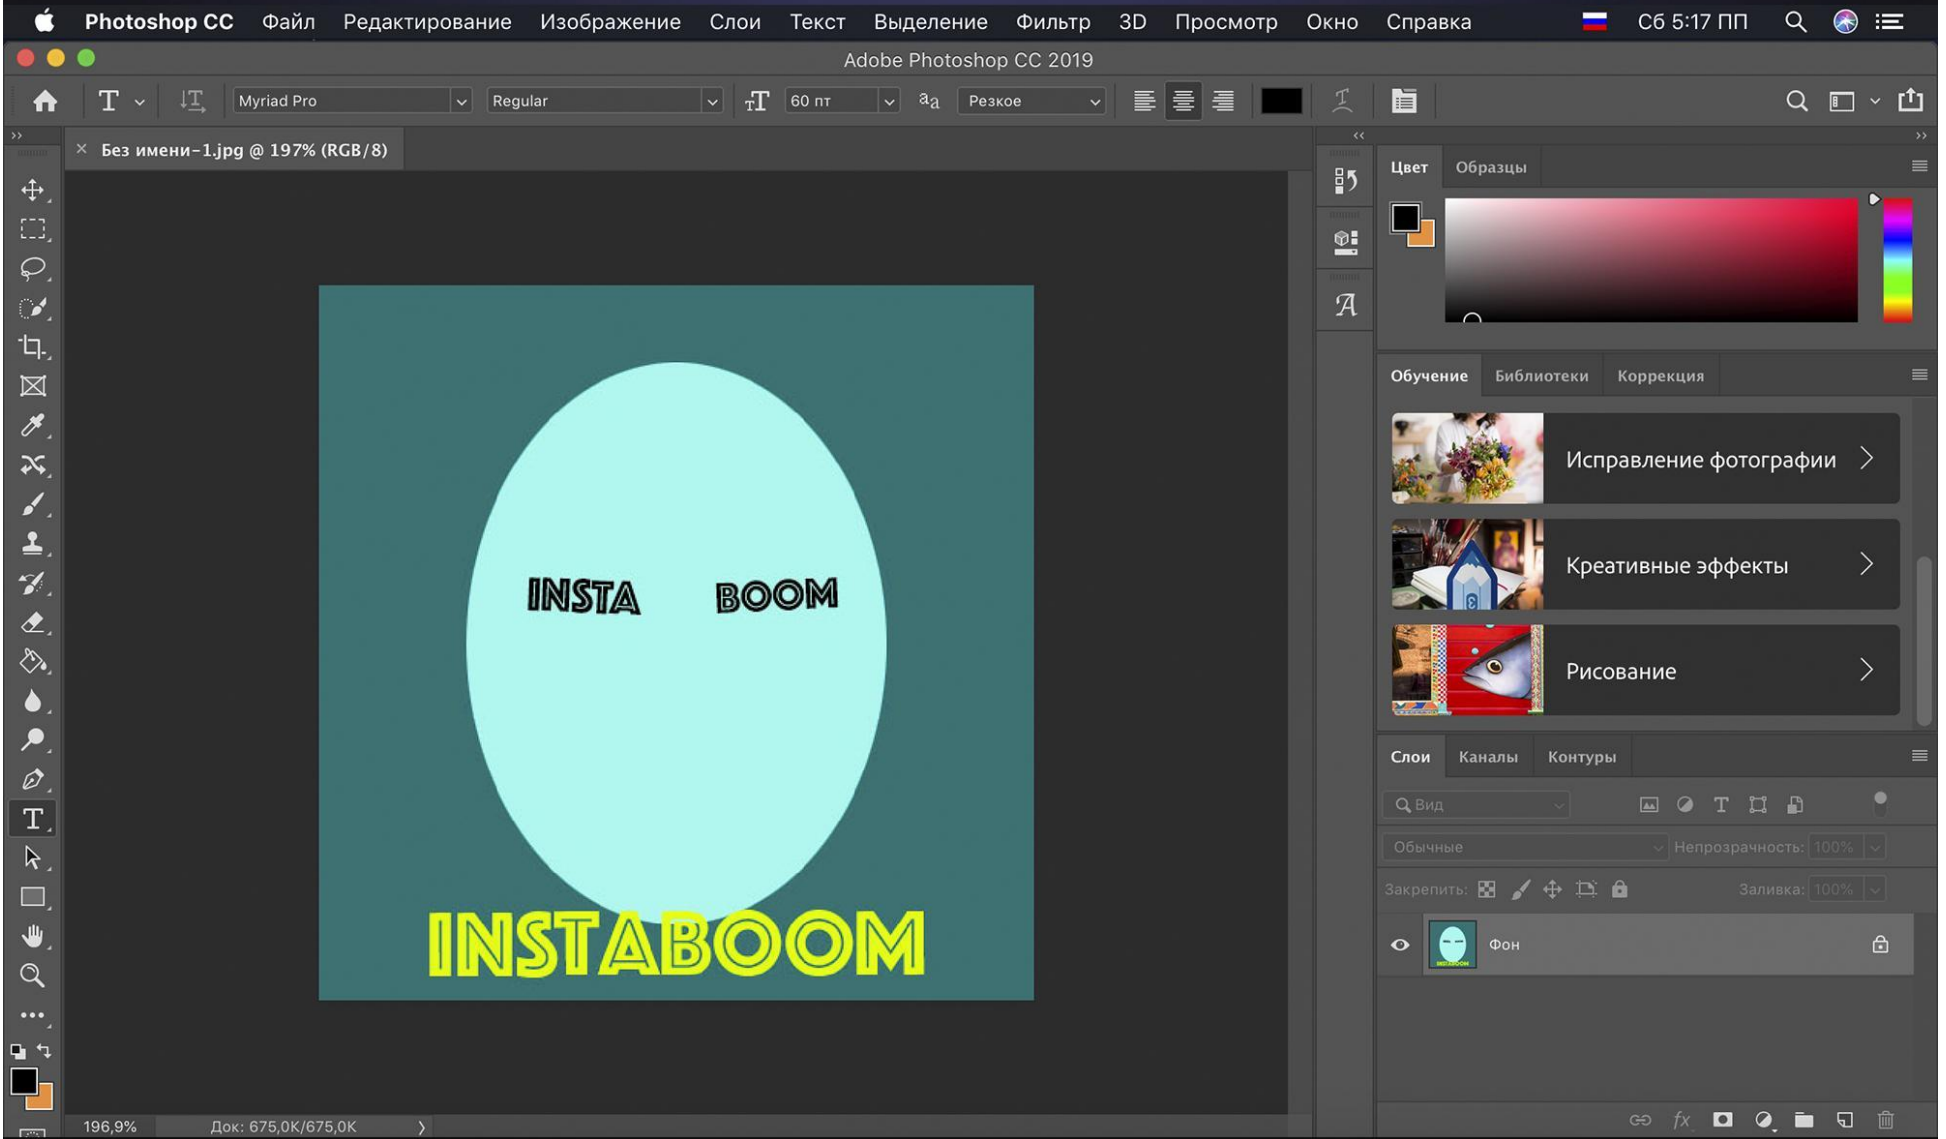 Photoshop CC Файл Редактирование Изображение Слои Текст Выделение Фильтр 3D Просмотр Окно Справка Сб 5:17 ПП
Adobe Photoshop CC 2019
Myriad Pro Regular 60 пт Резкое
Без имени-1.jpg @ 197% (RGB/8)
Цвет Образцы
Обучение Библиотеки Коррекция
Исправление фотографии
Креативные эффекты
Рисование
INSTA BOOM
INSTABOOM
Слои Каналы Контуры
Вид
Обычные Непрозрачность: 100%
Закрепить: Заливка: 100%
Фон
196,9% Док: 675,0K/675,0K